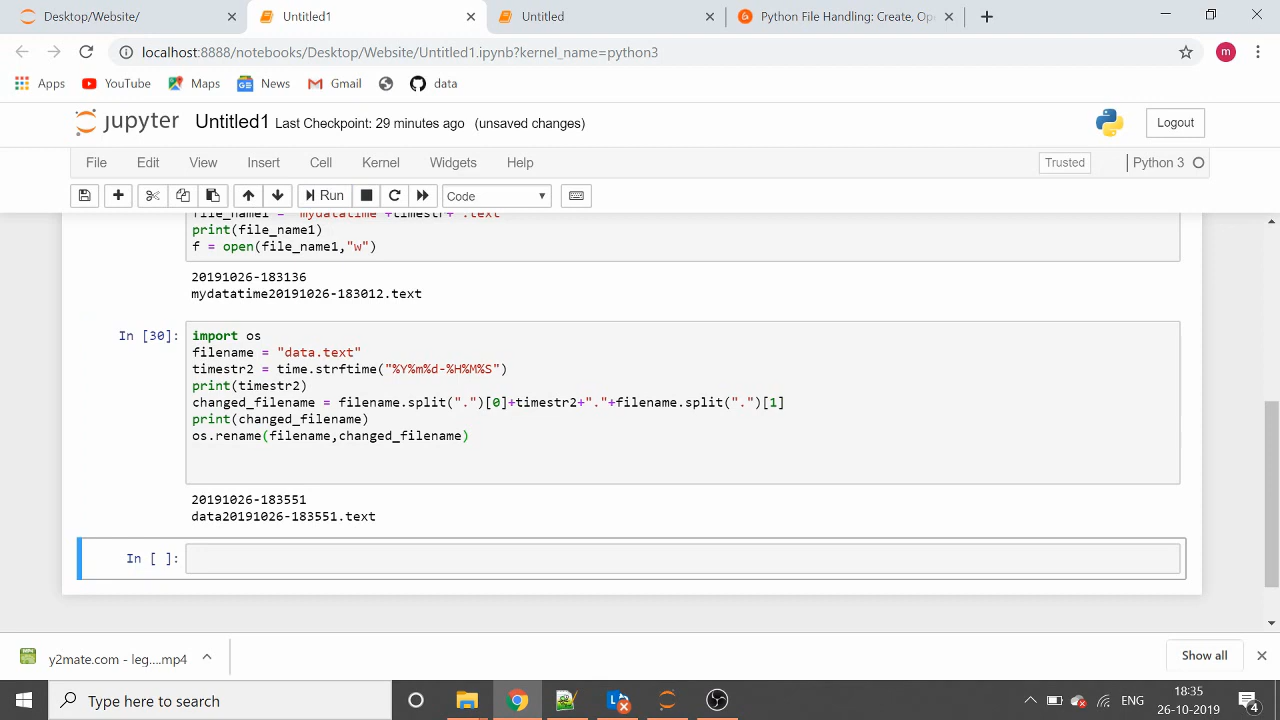 Desktop/Website/
Untitled1
Untitled
Python File Handling: Create, Op
localhost:8888/notebooks/Desktop/Website/Untitled1.ipynb?kernel_name=python3
m
Apps
YouTube
Maps
News
Gmail
data
jupyter
Untitled1 Last Checkpoint: 29 minutes ago (unsaved changes)
Logout
File
Edit
View
Insert
Cell
Kernel
Widgets
Help
Trusted
Python 3
Run
Code
file_name1 = "mydatatime"+timestr+".text"
print(file_name1)
f = open(file_name1,"w")
20191026-183136
mydatatime20191026-183012.text
In [30]:
import os
filename = "data.text"
timestr2 = time.strftime("%Y%m%d-%H%M%S")
print(timestr2)
changed_filename = filename.split(".")[0]+timestr2+"."+filename.split(".")[1]
print(changed_filename)
os.rename(filename,changed_filename)
20191026-183551
data20191026-183551.text
In [ ]:
y2mate.com - leg....mp4
Show all
Type here to search
ENG
18:35
26-10-2019
4